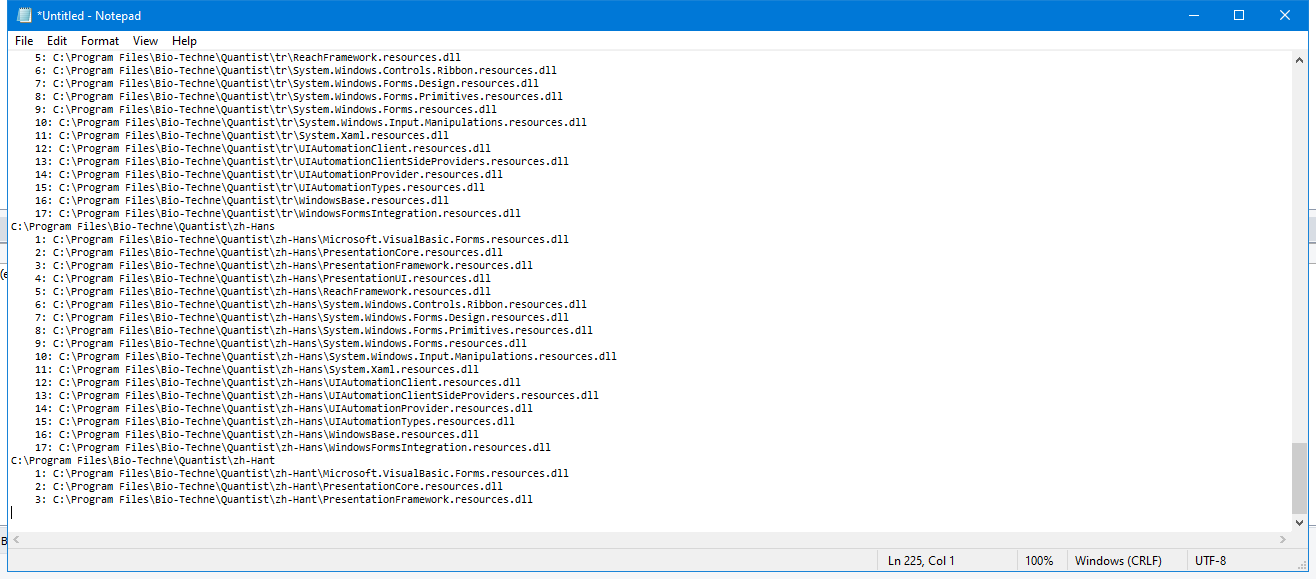 *Untitled - Notepad
File Edit Format View Help
5: C:\Program Files\Bio-Techne\Quantist\tr\ReachFramework.resources.dll
6: C:\Program Files\Bio-Techne\Quantist\tr\System.Windows.Controls.Ribbon.resources.dll
7: C:\Program Files\Bio-Techne\Quantist\tr\System.Windows.Forms.Design.resources.dll
8: C:\Program Files\Bio-Techne\Quantist\tr\System.Windows.Forms.Primitives.resources.dll
9: C:\Program Files\Bio-Techne\Quantist\tr\System.Windows.Forms.resources.dll
10: C:\Program Files\Bio-Techne\Quantist\tr\System.Windows.Input.Manipulations.resources.dll
11: C:\Program Files\Bio-Techne\Quantist\tr\System.Xaml.resources.dll
12: C:\Program Files\Bio-Techne\Quantist\tr\UIAutomationClient.resources.dll
13: C:\Program Files\Bio-Techne\Quantist\tr\UIAutomationClientSideProviders.resources.dll
14: C:\Program Files\Bio-Techne\Quantist\tr\UIAutomationProvider.resources.dll
15: C:\Program Files\Bio-Techne\Quantist\tr\UIAutomationTypes.resources.dll
16: C:\Program Files\Bio-Techne\Quantist\tr\WindowsBase.resources.dll
17: C:\Program Files\Bio-Techne\Quantist\tr\WindowsFormsIntegration.resources.dll
C:\Program Files\Bio-Techne\Quantist\zh-Hans
1: C:\Program Files\Bio-Techne\Quantist\zh-Hans\Microsoft.VisualBasic.Forms.resources.dll
2: C:\Program Files\Bio-Techne\Quantist\zh-Hans\PresentationCore.resources.dll
3: C:\Program Files\Bio-Techne\Quantist\zh-Hans\PresentationFramework.resources.dll
4: C:\Program Files\Bio-Techne\Quantist\zh-Hans\PresentationUI.resources.dll
5: C:\Program Files\Bio-Techne\Quantist\zh-Hans\ReachFramework.resources.dll
6: C:\Program Files\Bio-Techne\Quantist\zh-Hans\System.Windows.Controls.Ribbon.resources.dll
7: C:\Program Files\Bio-Techne\Quantist\zh-Hans\System.Windows.Forms.Design.resources.dll
8: C:\Program Files\Bio-Techne\Quantist\zh-Hans\System.Windows.Forms.Primitives.resources.dll
9: C:\Program Files\Bio-Techne\Quantist\zh-Hans\System.Windows.Forms.resources.dll
10: C:\Program Files\Bio-Techne\Quantist\zh-Hans\System.Windows.Input.Manipulations.resources.dll
11: C:\Program Files\Bio-Techne\Quantist\zh-Hans\System.Xaml.resources.dll
12: C:\Program Files\Bio-Techne\Quantist\zh-Hans\UIAutomationClient.resources.dll
13: C:\Program Files\Bio-Techne\Quantist\zh-Hans\UIAutomationClientSideProviders.resources.dll
14: C:\Program Files\Bio-Techne\Quantist\zh-Hans\UIAutomationProvider.resources.dll
15: C:\Program Files\Bio-Techne\Quantist\zh-Hans\UIAutomationTypes.resources.dll
16: C:\Program Files\Bio-Techne\Quantist\zh-Hans\WindowsBase.resources.dll
17: C:\Program Files\Bio-Techne\Quantist\zh-Hans\WindowsFormsIntegration.resources.dll
C:\Program Files\Bio-Techne\Quantist\zh-Hant
1: C:\Program Files\Bio-Techne\Quantist\zh-Hant\Microsoft.VisualBasic.Forms.resources.dll
2: C:\Program Files\Bio-Techne\Quantist\zh-Hant\PresentationCore.resources.dll
3: C:\Program Files\Bio-Techne\Quantist\zh-Hant\PresentationFramework.resources.dll
Ln 225, Col 1 100% Windows (CRLF) UTF-8